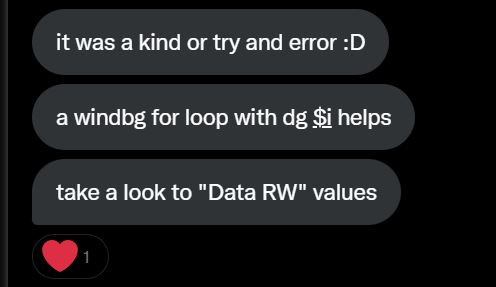 it was a kind or try and error :D
a windbg for loop with dg $i helps
take a look to "Data RW" values
1